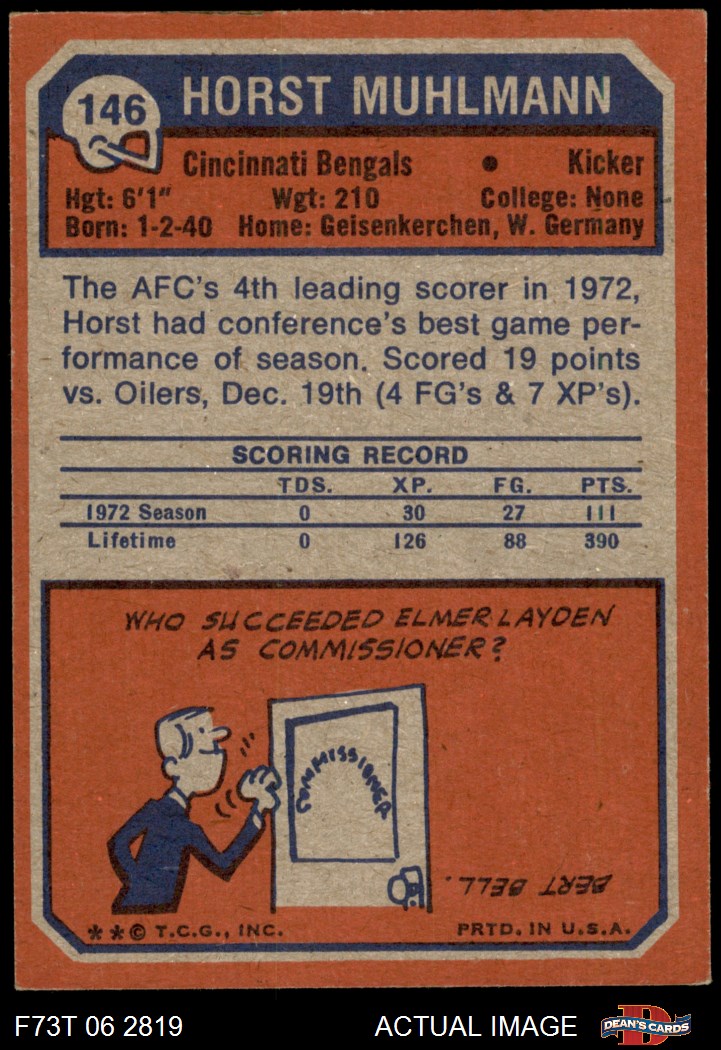 146
HORST MUHLMANN
Cincinnati Bengals • Kicker
Hgt: 6'1" Wgt: 210 College: None
Born: 1-2-40 Home: Geisenkerchen, W. Germany
The AFC's 4th leading scorer in 1972,
Horst had conference's best game per-
formance of season. Scored 19 points
vs. Oilers, Dec. 19th (4 FG's & 7 XP's).
SCORING RECORD
TDS. XP. FG. PTS.
1972 Season 0 30 27 111
Lifetime 0 126 88 390
WHO SUCCEEDED ELMER LAYDEN
AS COMMISSIONER?
COMMISSIONER
BERT BELL.
**© T.C.G., INC. PRTD. IN U.S.A.
F73T 06 2819 ACTUAL IMAGE D DEAN'S CARDS